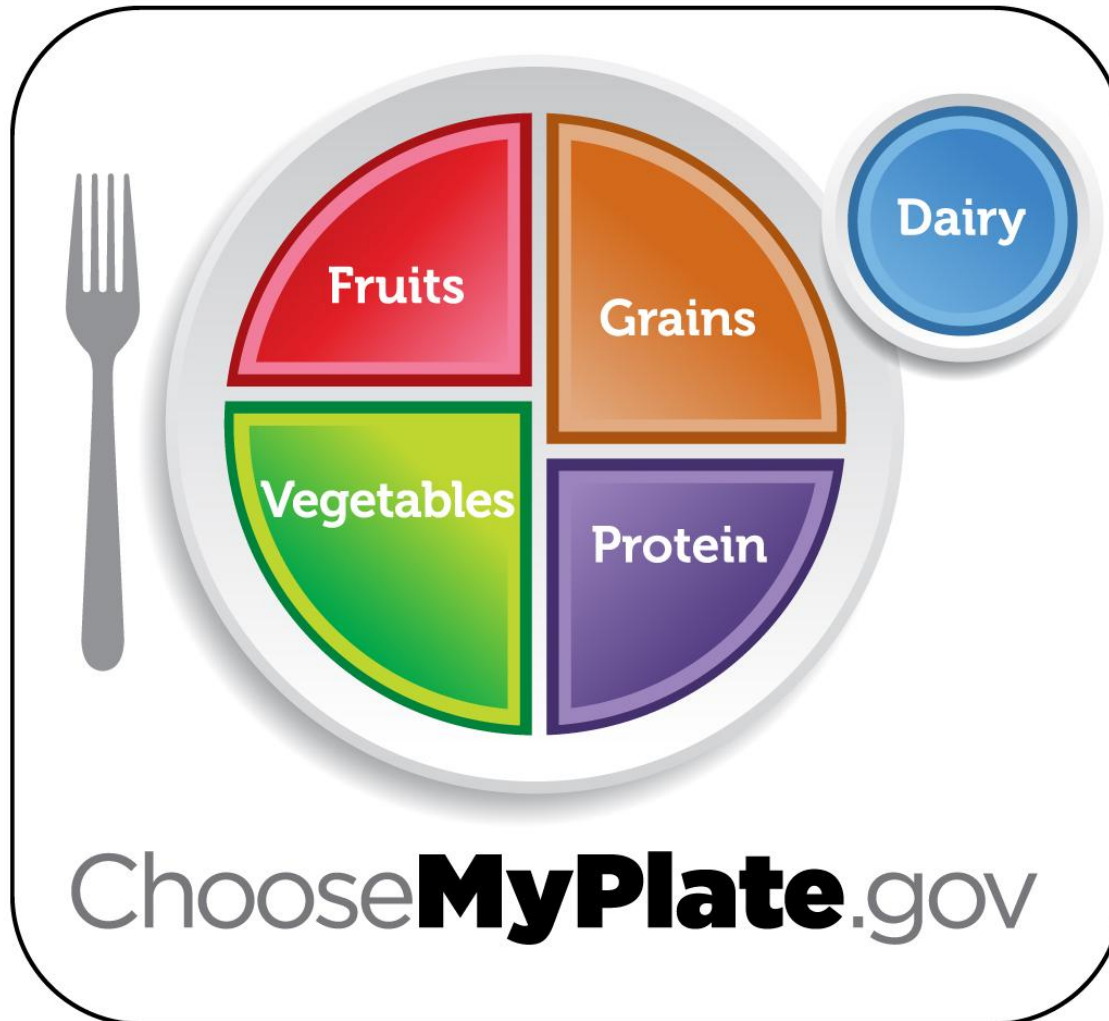 Fruits
Grains
Dairy
Vegetables
Protein
ChooseMyPlate.gov